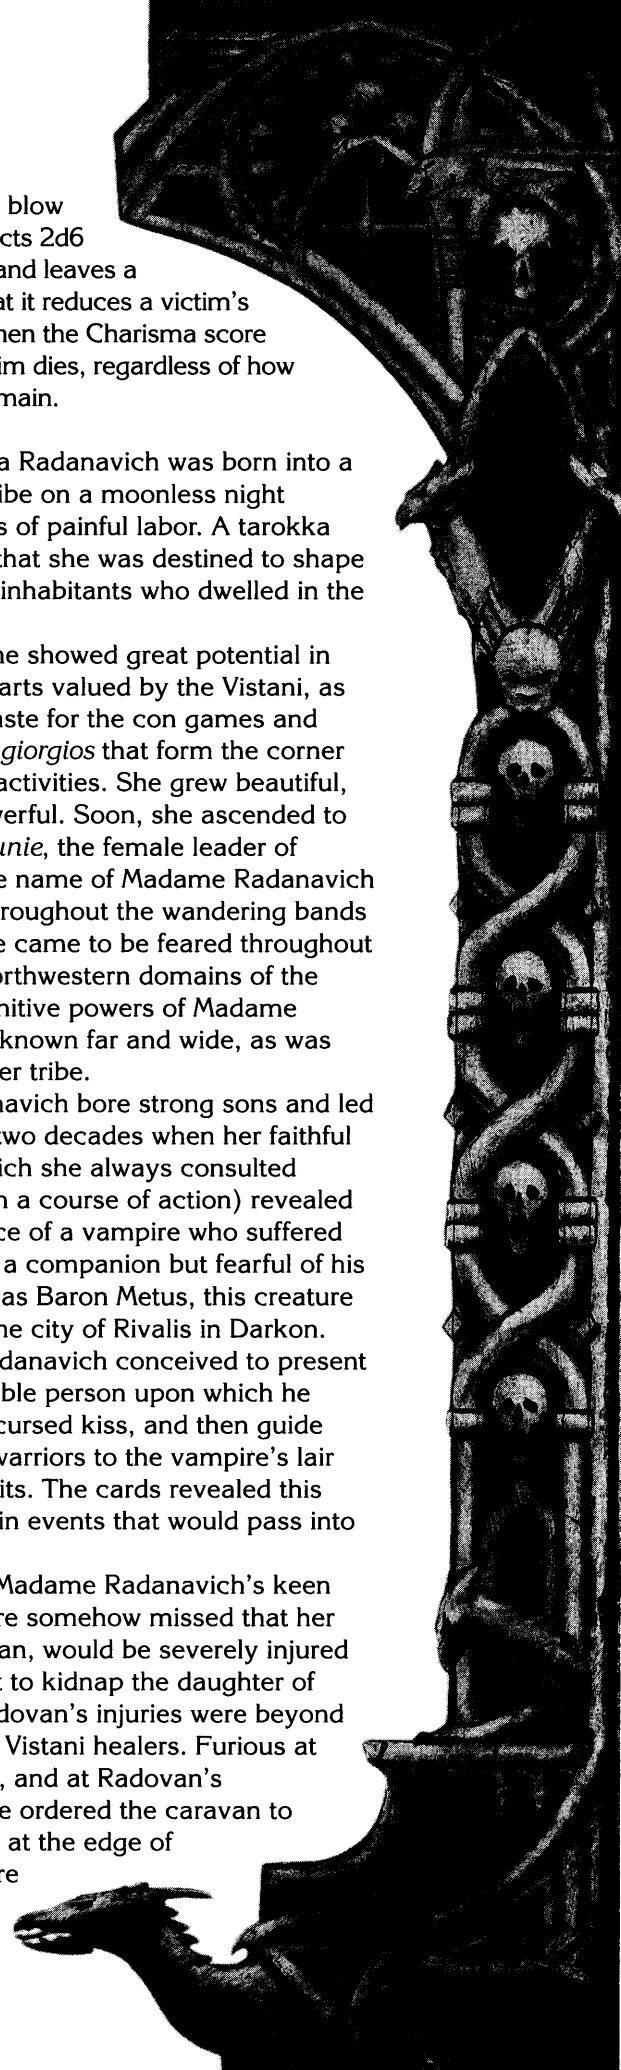 blow
cts 2d6
and leaves a
at it reduces a victim's
hen the Charisma score
im dies, regardless of how
main.
a Radanavich was born into a
ibe on a moonless night
s of painful labor. A tarokka
that she was destined to shape
inhabitants who dwelled in the
ne showed great potential in
arts valued by the Vistani, as
aste for the con games and
giorgios that form the corner
activities. She grew beautiful,
verful. Soon, she ascended to
unie, the female leader of
e name of Madame Radanavich
roughout the wandering bands
e came to be feared throughout
orthwestern domains of the
nitive powers of Madame
known far and wide, as was
er tribe.
navich bore strong sons and led
two decades when her faithful
ich she always consulted
n a course of action) revealed
ce of a vampire who suffered
a companion but fearful of his
as Baron Metus, this creature
ne city of Rivalis in Darkon.
danavich conceived to present
ble person upon which he
cursed kiss, and then guide
warriors to the vampire's lair
its. The cards revealed this
in events that would pass into
Madame Radanavich's keen
re somehow missed that her
an, would be severely injured
t to kidnap the daughter of
dovan's injuries were beyond
Vistani healers. Furious at
, and at Radovan's
e ordered the caravan to
at the edge of
re